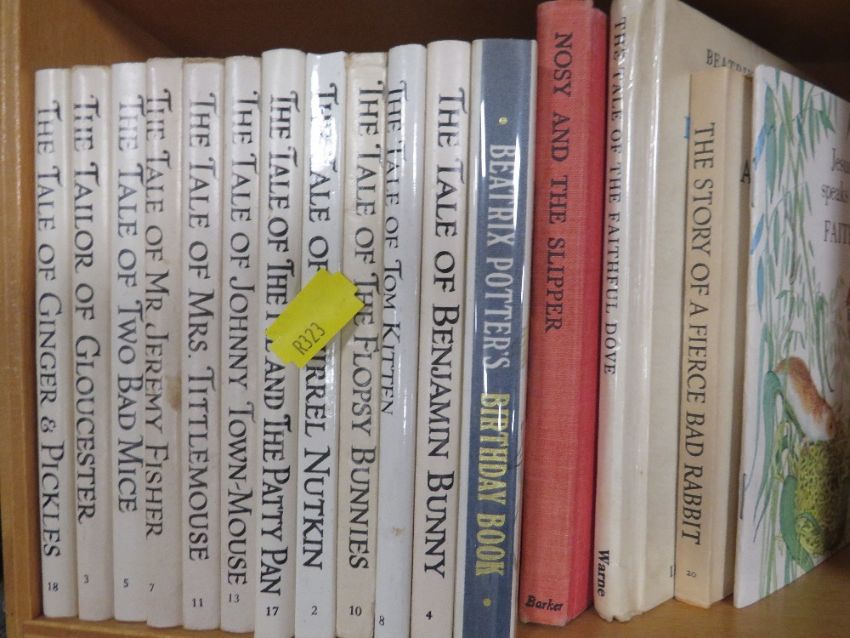 THE TALE OF GINGER & PICKLES
18
THE TAILOR OF GLOUCESTER
3
THE TALE OF TWO BAD MICE
5
THE TALE OF MR. JEREMY FISHER
7
THE TALE OF MRS. TITTLEMOUSE
11
THE TALE OF JOHNNY TOWN-MOUSE
13
THE TALE OF THE AND THE PATTY PAN
17
TALE OF NUTKIN
2
R323
THE TALE OF THE FLOPSY BUNNIES
10
THE TALE OF TOM KITTEN
8
THE TALE OF BENJAMIN BUNNY
4
BEATRIX POTTER'S BIRTHDAY BOOK
NOSY AND THE SLIPPER
Barker
THE TALE OF THE FAITHFUL DOVE
Warne
THE STORY OF A FIERCE BAD RABBIT
20
speaks